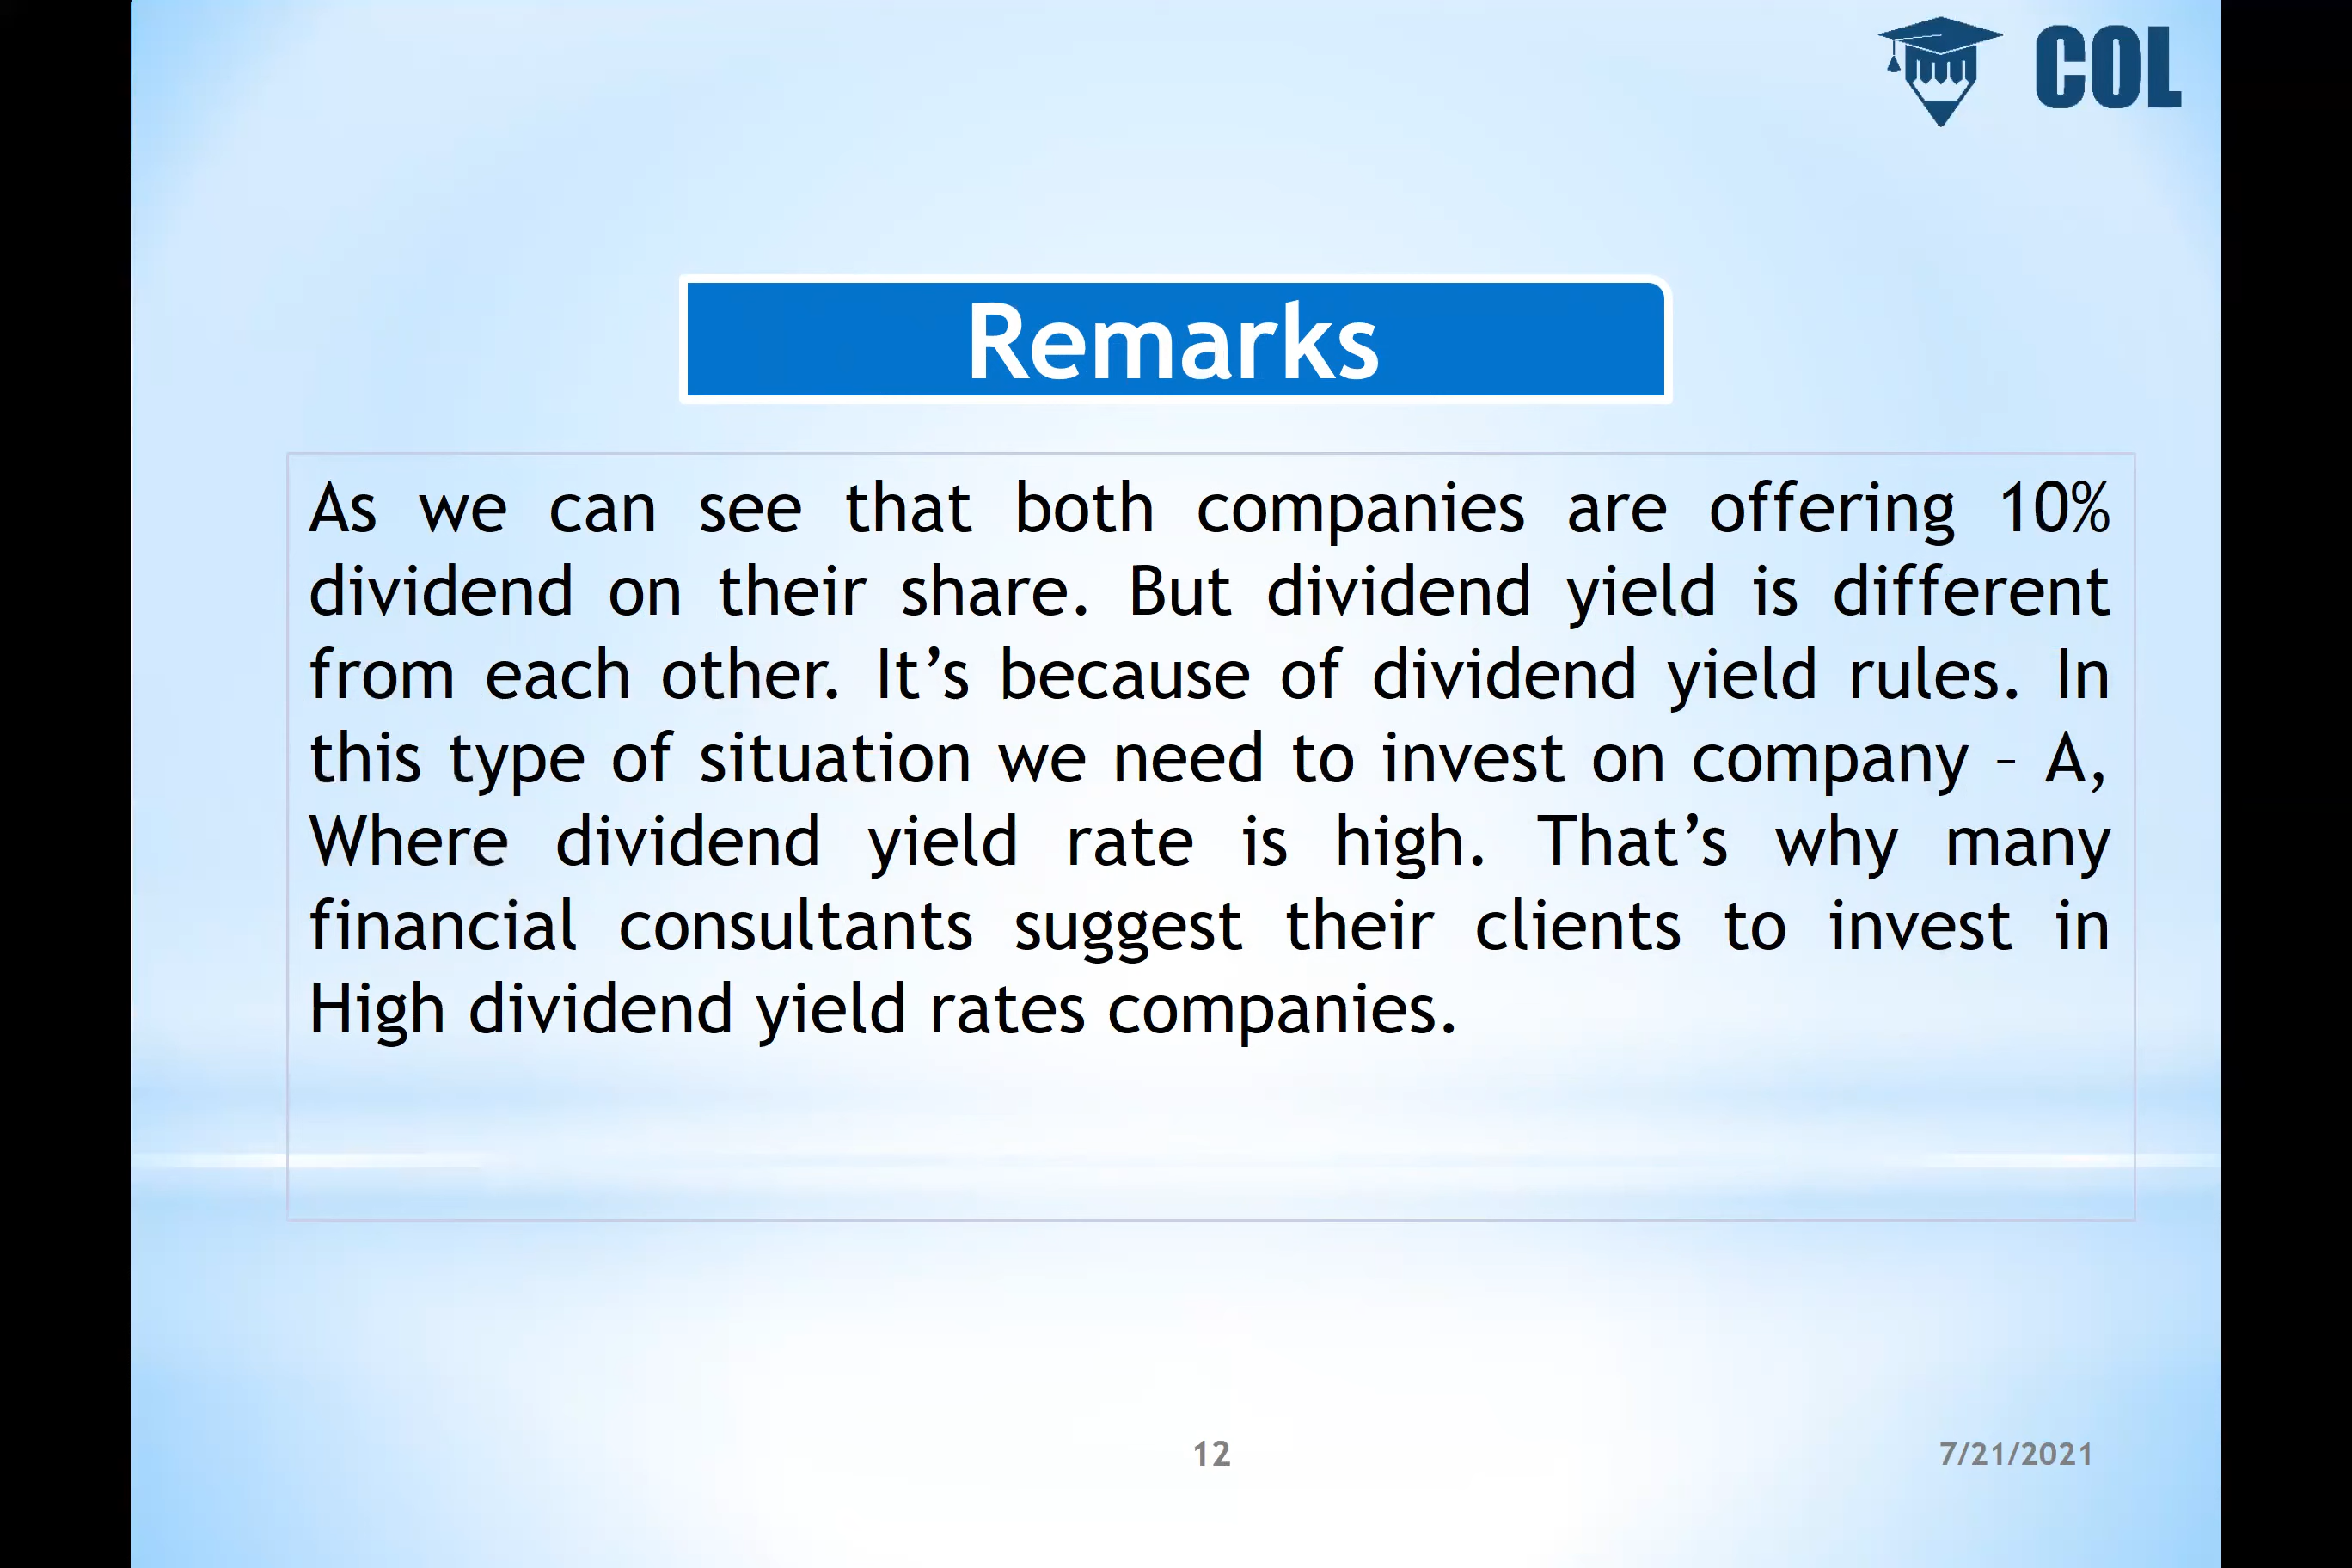 COL
Remarks
As we can see that both companies are offering 10%
dividend on their share. But dividend yield is different
from each other. It’s because of dividend yield rules. In
this type of situation we need to invest on company – A,
Where dividend yield rate is high. That’s why many
financial consultants suggest their clients to invest in
High dividend yield rates companies.
12
7/21/2021